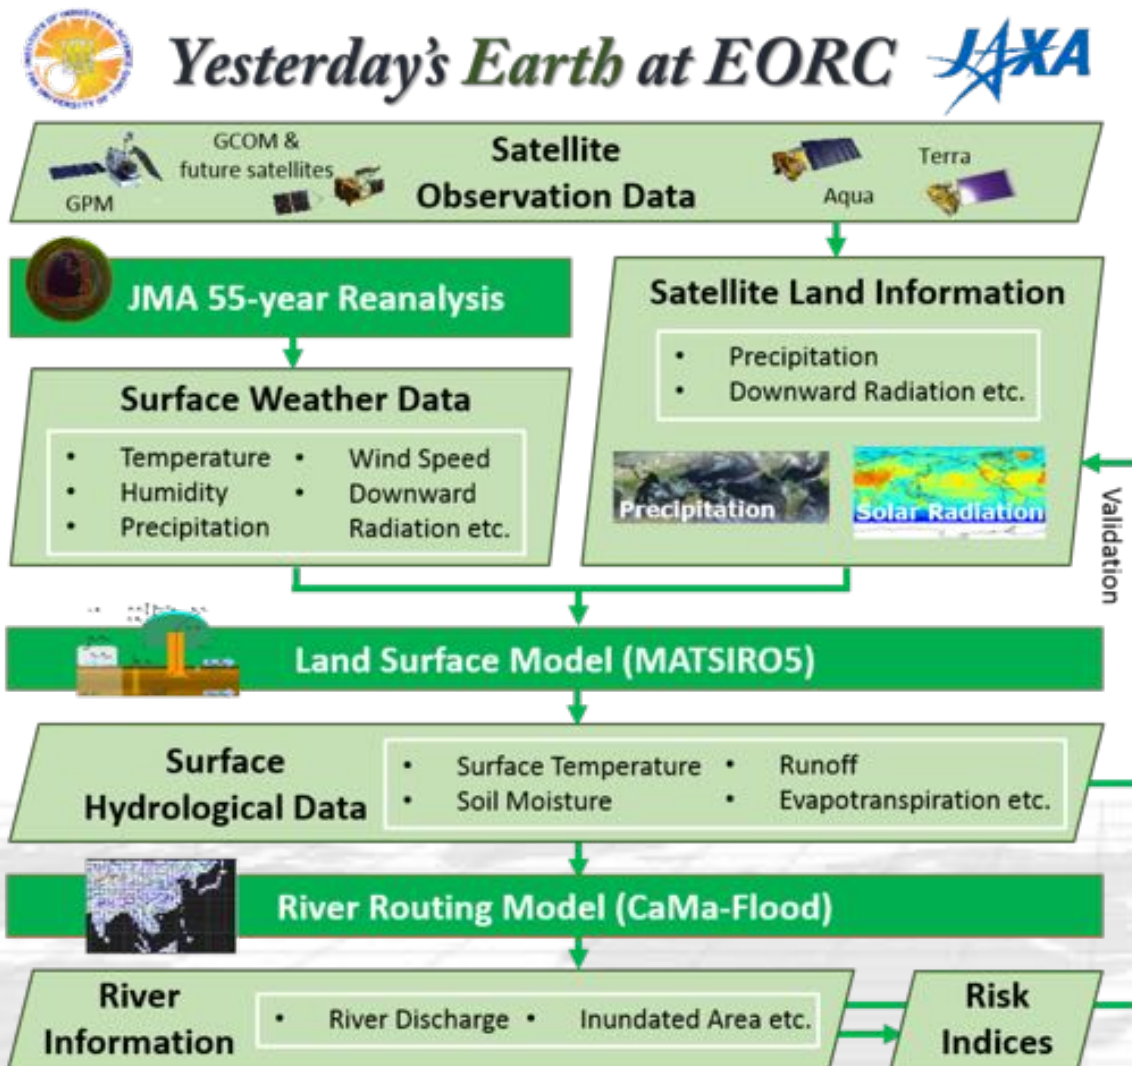 Yesterday's Earth at EORC
JAXA
GPM
GCOM &
future satellites
Satellite
Observation Data
Aqua
Terra
JMA 55-year Reanalysis
Surface Weather Data
• Temperature
• Humidity
• Precipitation
• Wind Speed
• Downward
Radiation etc.
Satellite Land Information
• Precipitation
• Downward Radiation etc.
Precipitation
Solar Radiation
Validation
Land Surface Model (MATSIRO5)
Surface
Hydrological Data
• Surface Temperature
• Soil Moisture
• Runoff
• Evapotranspiration etc.
River Routing Model (CaMa-Flood)
River
Information
• River Discharge • Inundated Area etc.
Risk
Indices